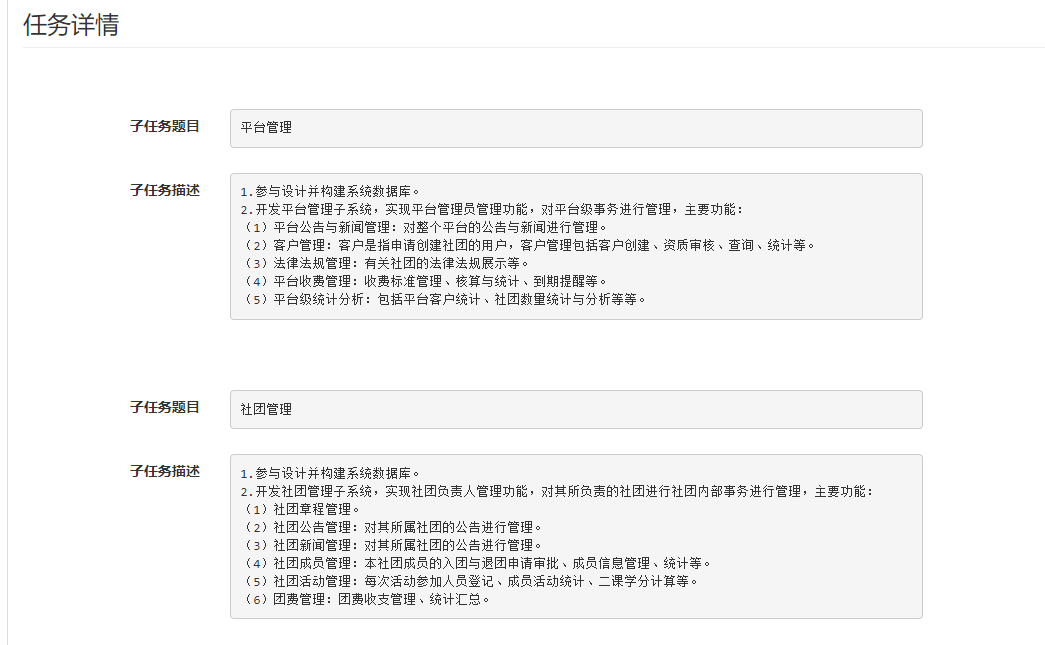 任务详情
子任务题目
平台管理
子任务描述
1.参与设计并构建系统数据库。
2.开发平台管理子系统，实现平台管理员管理功能，对平台级事务进行管理，主要功能：
（1）平台公告与新闻管理：对整个平台的公告与新闻进行管理。
（2）客户管理：客户是指申请创建社团的用户，客户管理包括客户创建、资质审核、查询、统计等。
（3）法律法规管理：有关社团的法律法规展示等。
（4）平台收费管理：收费标准管理、核算与统计、到期提醒等。
（5）平台级统计分析：包括平台客户统计、社团数量统计与分析等等。
子任务题目
社团管理
子任务描述
1.参与设计并构建系统数据库。
2.开发社团管理子系统，实现社团负责人管理功能，对其所负责的社团进行社团内部事务进行管理，主要功能：
（1）社团章程管理。
（2）社团公告管理：对其所属社团的公告进行管理。
（3）社团新闻管理：对其所属社团的公告进行管理。
（4）社团成员管理：本社团成员的入团与退团申请审批、成员信息管理、统计等。
（5）社团活动管理：每次活动参加人员登记、成员活动统计、二课学分计算等。
（6）团费管理：团费收支管理、统计汇总。